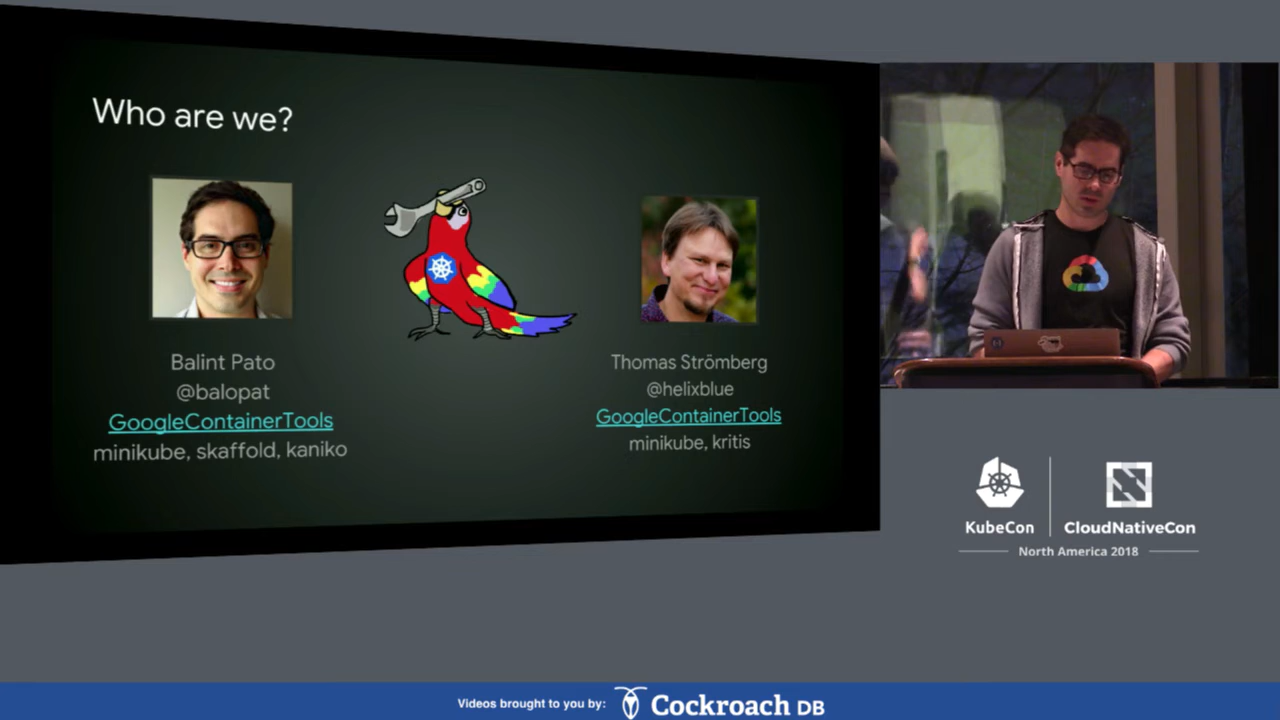 Who are we?
Balint Pato
@balopat
GoogleContainerTools
minikube, skaffold, kaniko
Thomas Strömberg
@helixblue
GoogleContainerTools
minikube, kritis
KubeCon
CloudNativeCon
North America 2018
Videos brought to you by:
Cockroach DB